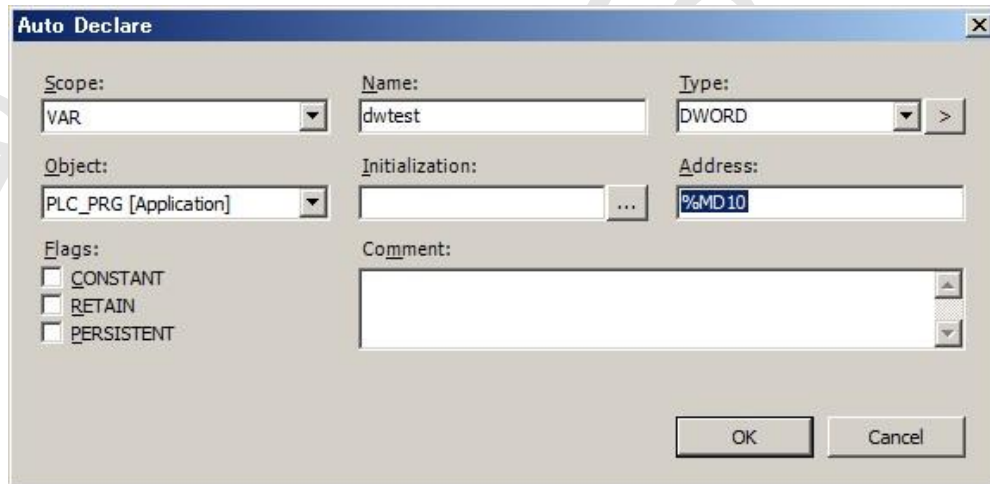 Auto Declare
Scope: Name: Type:
VAR dwtest DWORD >
Object: Initialization: Address:
PLC_PRG [Application] ... %MD10
Flags: Comment:
CONSTANT
RETAIN
PERSISTENT
OK Cancel